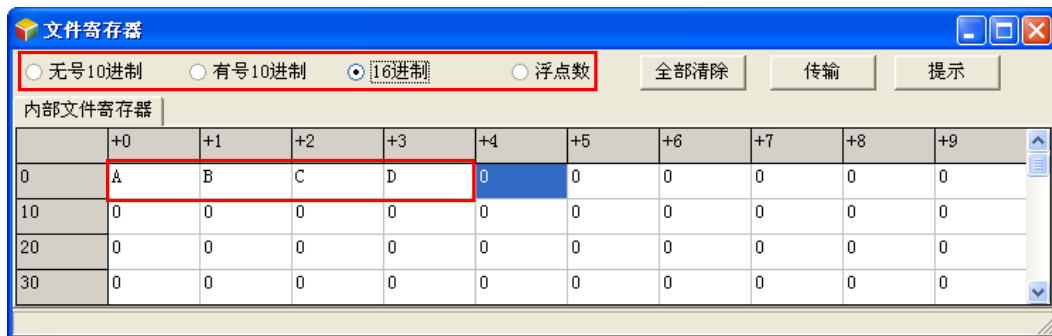 文件寄存器
无号10进制 有号10进制 16进制 浮点数 全部清除 传输 提示
内部文件寄存器
+0 +1 +2 +3 +4 +5 +6 +7 +8 +9
0 A B C D 0 0 0 0 0 0
10 0 0 0 0 0 0 0 0 0 0
20 0 0 0 0 0 0 0 0 0 0
30 0 0 0 0 0 0 0 0 0 0